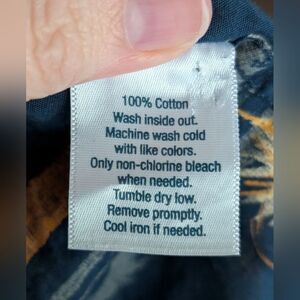 100% Cotton
Wash inside out.
Machine wash cold
with like colors.
Only non-chlorine bleach
when needed.
Tumble dry low.
Remove promptly.
Cool iron if needed.